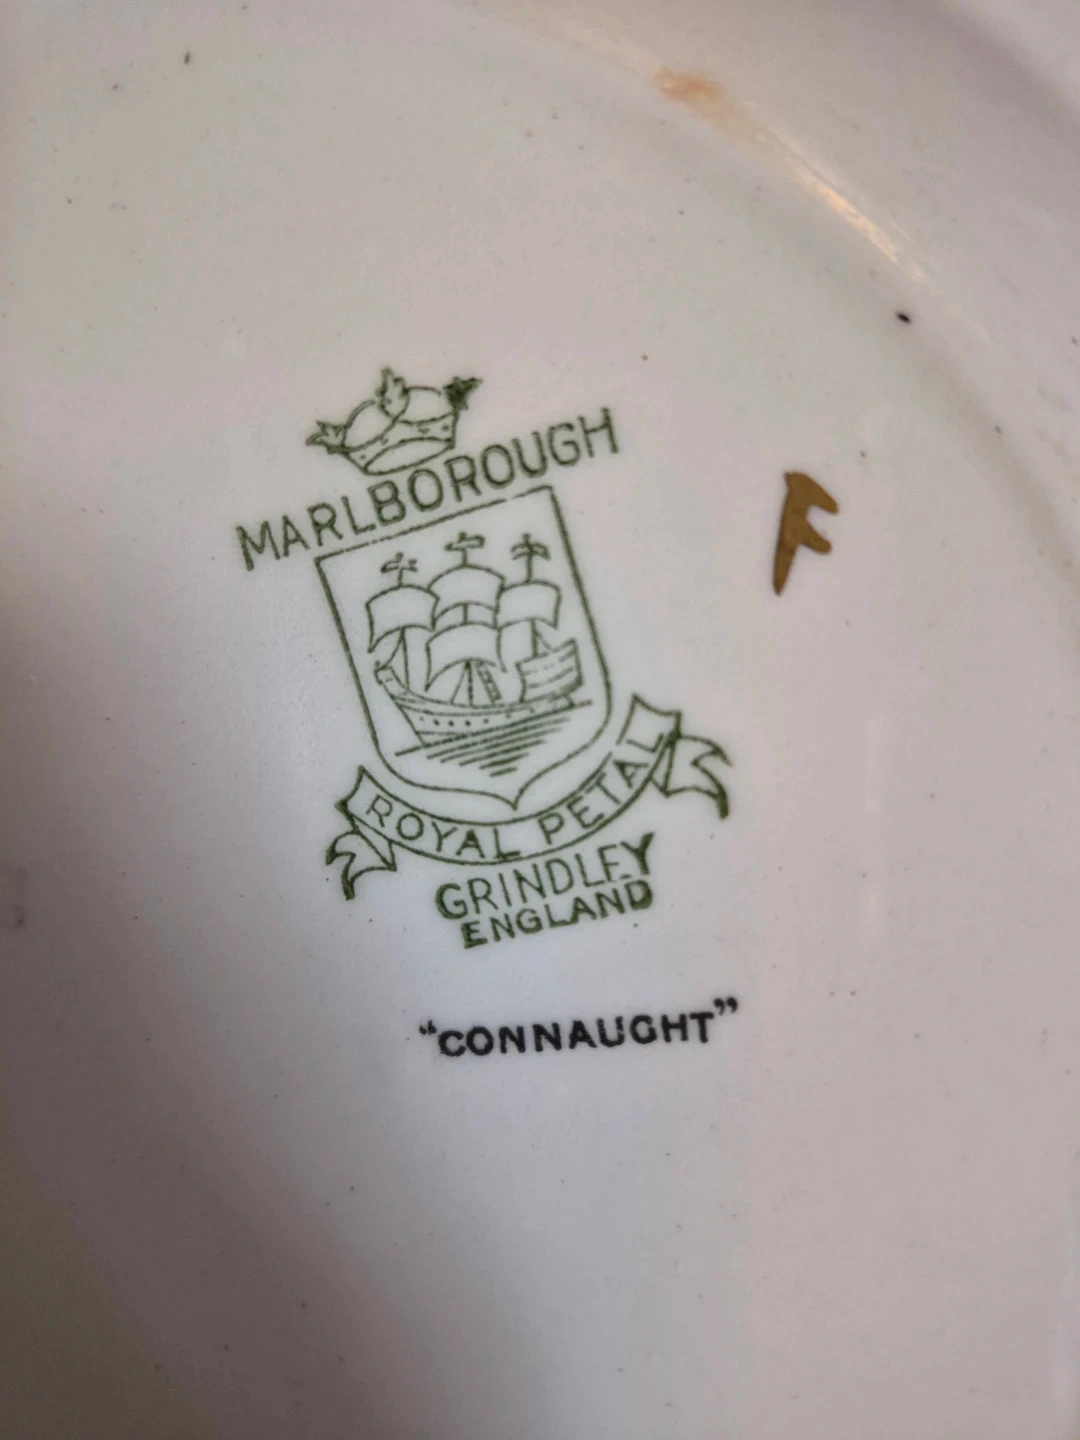 MARLBOROUGH
ROYAL PETAL
GRINDLEY
ENGLAND
"CONNAUGHT"
F